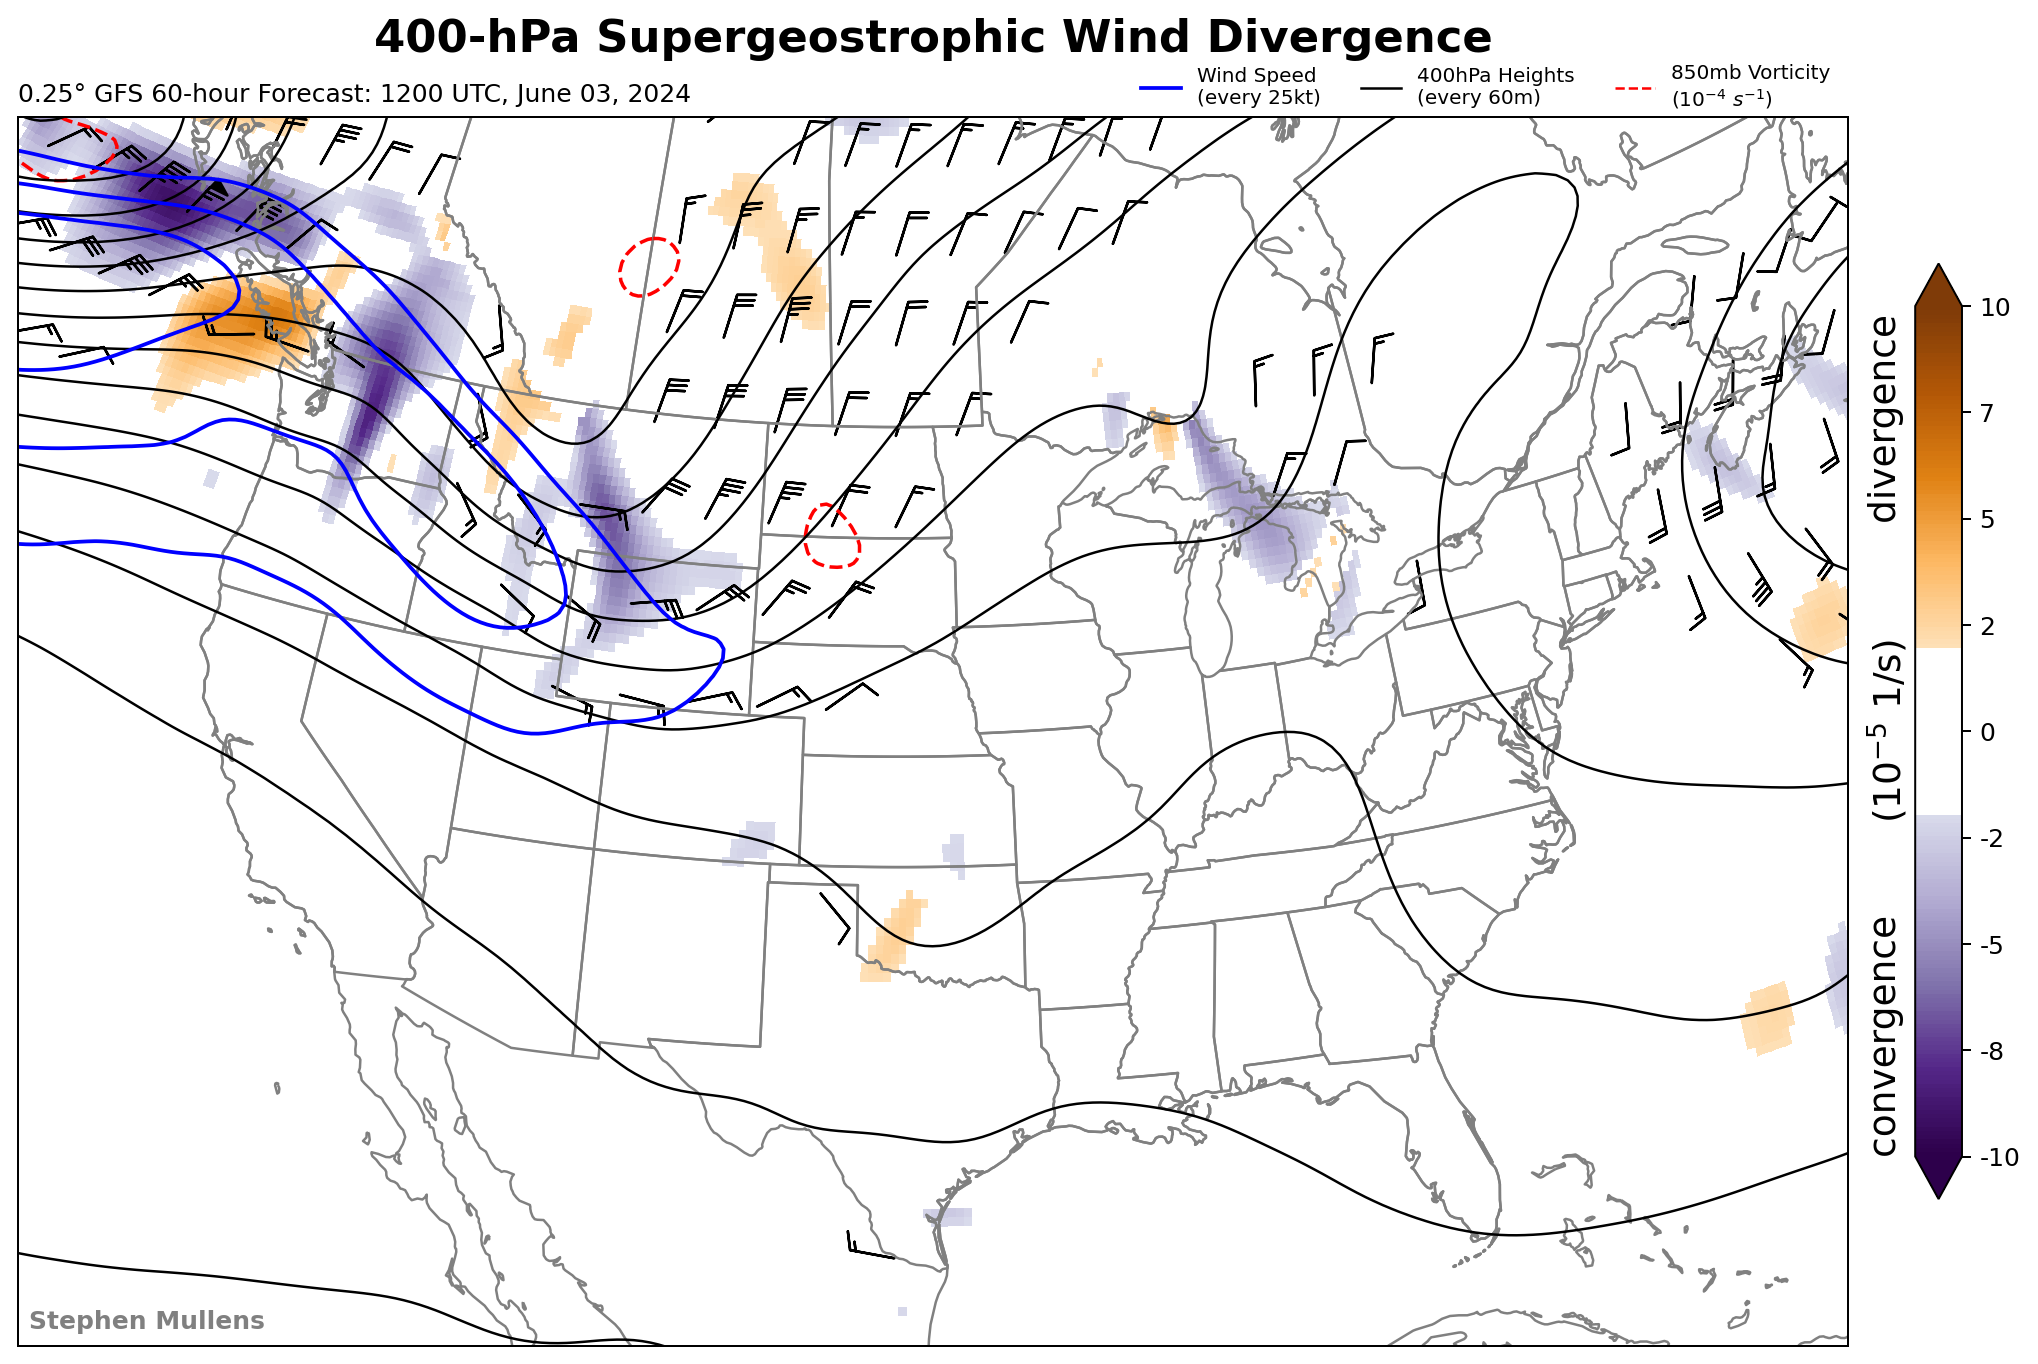 400-hPa Supergeostrophic Wind Divergence
0.25° GFS 60-hour Forecast: 1200 UTC, June 03, 2024
Wind Speed
(every 25kt)
400hPa Heights
(every 60m)
850mb Vorticity
(10⁻⁴ s⁻¹)
convergence (10⁻⁵ 1/s) divergence
10
7
5
2
0
-2
-5
-8
-10
Stephen Mullens